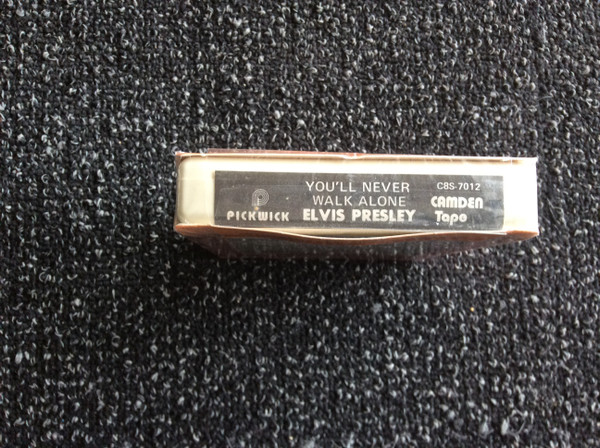 PICKWICK
YOU'LL NEVER
WALK ALONE
ELVIS PRESLEY
C8S-7012
CAMDEN
Tape